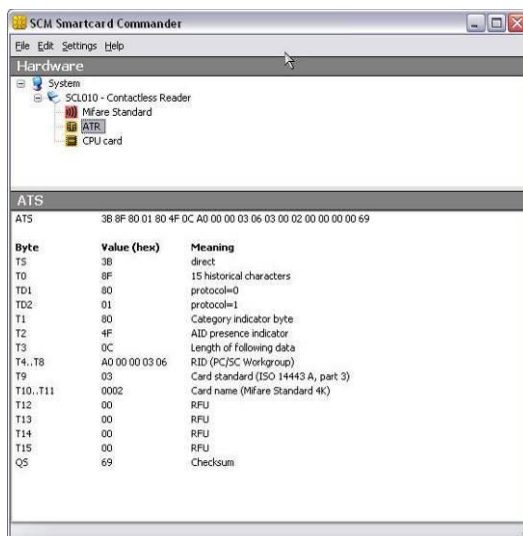 SCM Smartcard Commander
File Edit Settings Help
Hardware
System
SCL010 - Contactless Reader
Mifare Standard
ATR
CPU card
ATS
ATS 3B 8F 80 01 80 4F 0C A0 00 00 03 06 03 00 02 00 00 00 00 69
Byte Value (hex) Meaning
TS 3B direct
T0 8F 15 historical characters
TD1 80 protocol=0
TD2 01 protocol=1
T1 80 Category indicator byte
T2 4F AID presence indicator
T3 0C Length of following data
T4..T8 A0 00 00 03 06 RID (PC/SC Workgroup)
T9 03 Card standard (ISO 14443 A, part 3)
T10..T11 0002 Card name (Mifare Standard 4K)
T12 00 RFU
T13 00 RFU
T14 00 RFU
T15 00 RFU
QS 69 Checksum